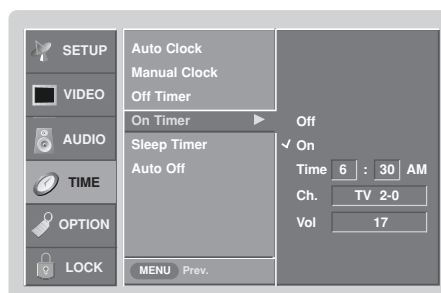 SETUP
VIDEO
AUDIO
TIME
OPTION
LOCK
Auto Clock
Manual Clock
Off Timer
On Timer ▶
Sleep Timer
Auto Off
MENU Prev.
Off
✓ On
Time 6 : 30 AM
Ch. TV 2-0
Vol 17